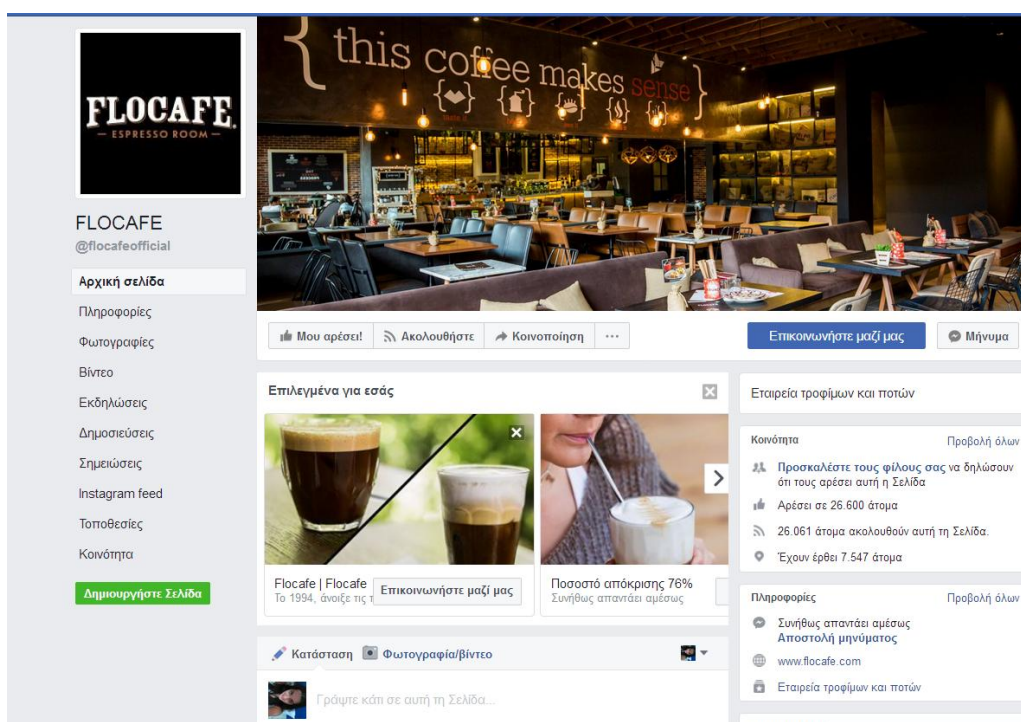 FLOCAFE
ESPRESSO ROOM
{ this coffee makes sense }
FLOCAFE
@flocafeofficial
Αρχική σελίδα
Πληροφορίες
Φωτογραφίες
Βίντεο
Εκδηλώσεις
Δημοσιεύσεις
Σημειώσεις
Instagram feed
Τοποθεσίες
Κοινότητα
Δημιουργήστε Σελίδα
Μου αρέσει!
Ακολουθήστε
Κοινοποίηση
Επικοινωνήστε μαζί μας
Μήνυμα
Επιλεγμένα για εσάς
Flocafe | Flocafe
Το 1994, άνοιξε τις
Επικοινωνήστε μαζί μας
Ποσοστό απόκρισης 76%
Συνήθως απαντάει αμέσως
Κατάσταση
Φωτογραφία/βίντεο
Γράψτε κάτι σε αυτή τη Σελίδα...
Εταιρεία τροφίμων και ποτών
Κοινότητα
Προβολή όλων
Προσκαλέστε τους φίλους σας να δηλώσουν
ότι τους αρέσει αυτή η Σελίδα
Αρέσει σε 26.600 άτομα
26.061 άτομα ακολουθούν αυτή τη Σελίδα.
Έχουν έρθει 7.547 άτομα
Πληροφορίες
Προβολή όλων
Συνήθως απαντάει αμέσως
Αποστολή μηνύματος
www.flocafe.com
Εταιρεία τροφίμων και ποτών